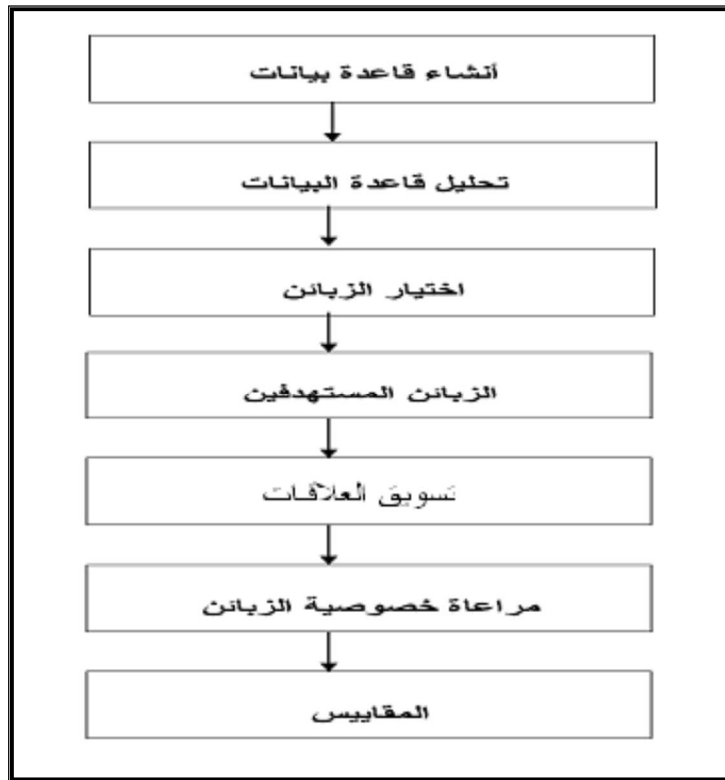 أنشاء قاعدة بيانات
تحليل قاعدة البيانات
اختيار الزبائن
الزبائن المستهدفين
تسويق العلاقات
مراعاة خصوصية الزبائن
المقاييس